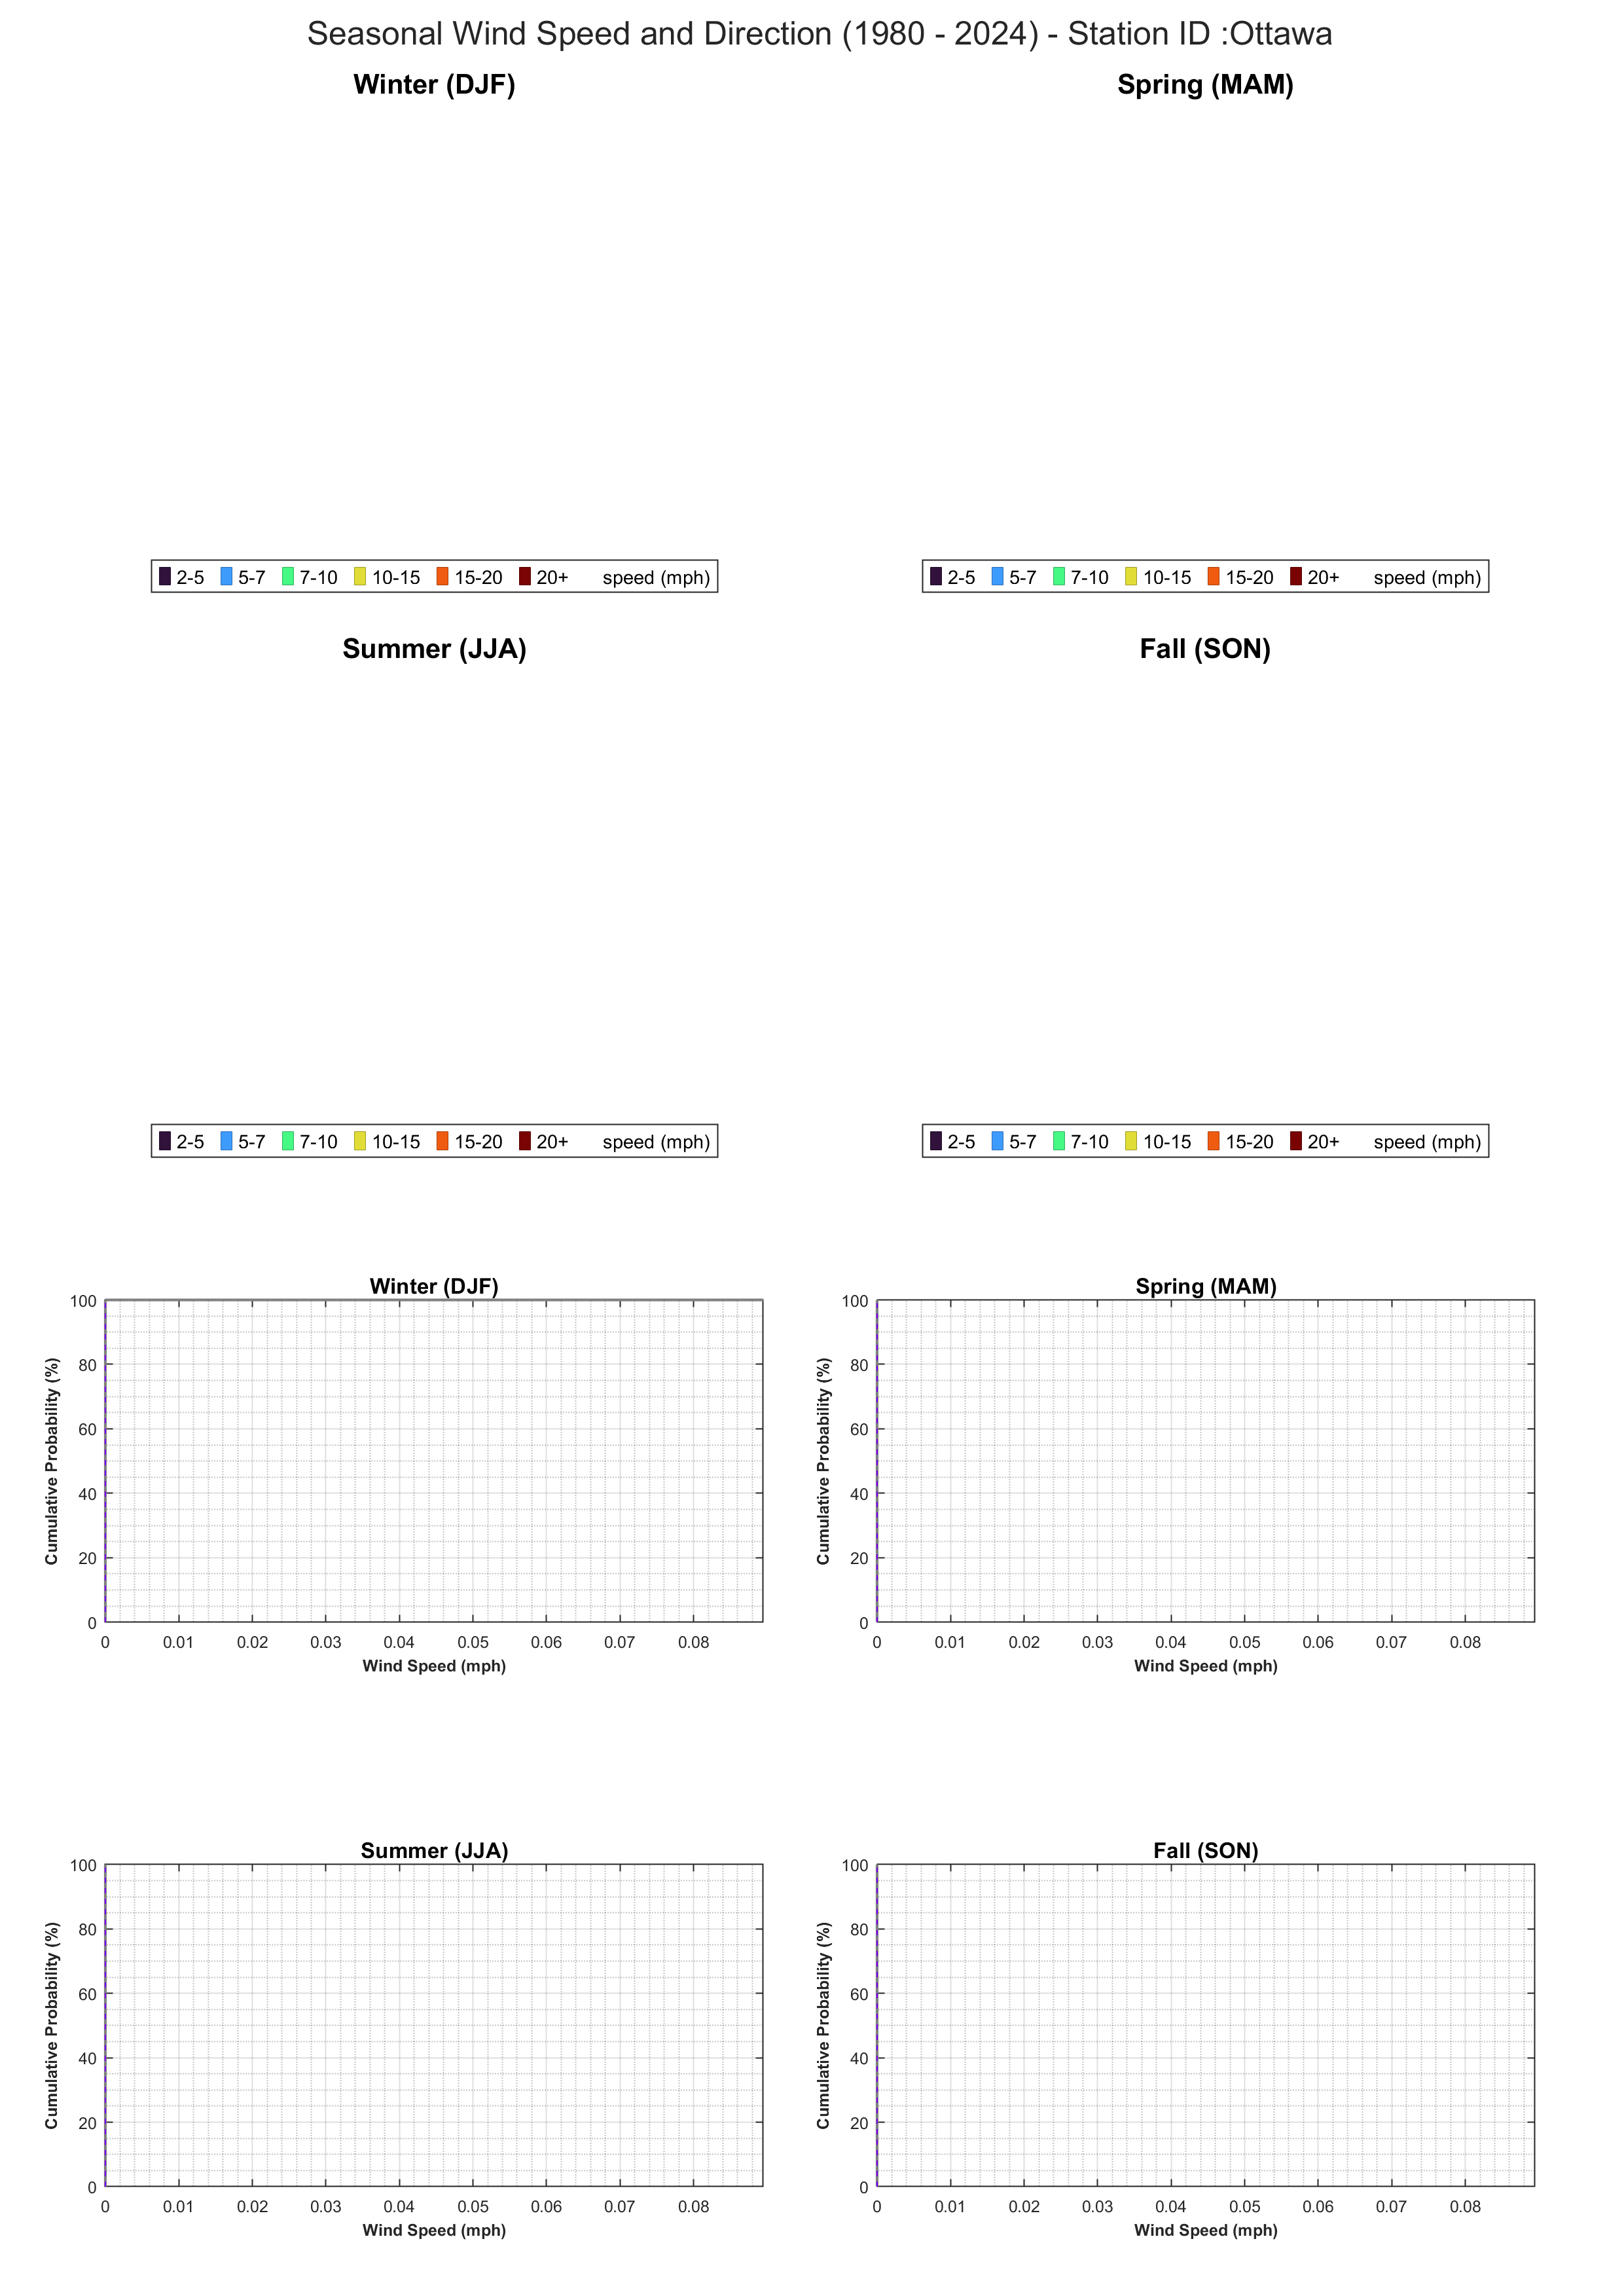 Seasonal Wind Speed and Direction (1980 - 2024) - Station ID :Ottawa
Winter (DJF)
Spring (MAM)
2-5 5-7 7-10 10-15 15-20 20+ speed (mph)
2-5 5-7 7-10 10-15 15-20 20+ speed (mph)
Summer (JJA)
Fall (SON)
2-5 5-7 7-10 10-15 15-20 20+ speed (mph)
2-5 5-7 7-10 10-15 15-20 20+ speed (mph)
Winter (DJF)
100
80
60
40
20
0
Cumulative Probability (%)
0 0.01 0.02 0.03 0.04 0.05 0.06 0.07 0.08
Wind Speed (mph)
Spring (MAM)
100
80
60
40
20
0
Cumulative Probability (%)
0 0.01 0.02 0.03 0.04 0.05 0.06 0.07 0.08
Wind Speed (mph)
Summer (JJA)
100
80
60
40
20
0
Cumulative Probability (%)
0 0.01 0.02 0.03 0.04 0.05 0.06 0.07 0.08
Wind Speed (mph)
Fall (SON)
100
80
60
40
20
0
Cumulative Probability (%)
0 0.01 0.02 0.03 0.04 0.05 0.06 0.07 0.08
Wind Speed (mph)